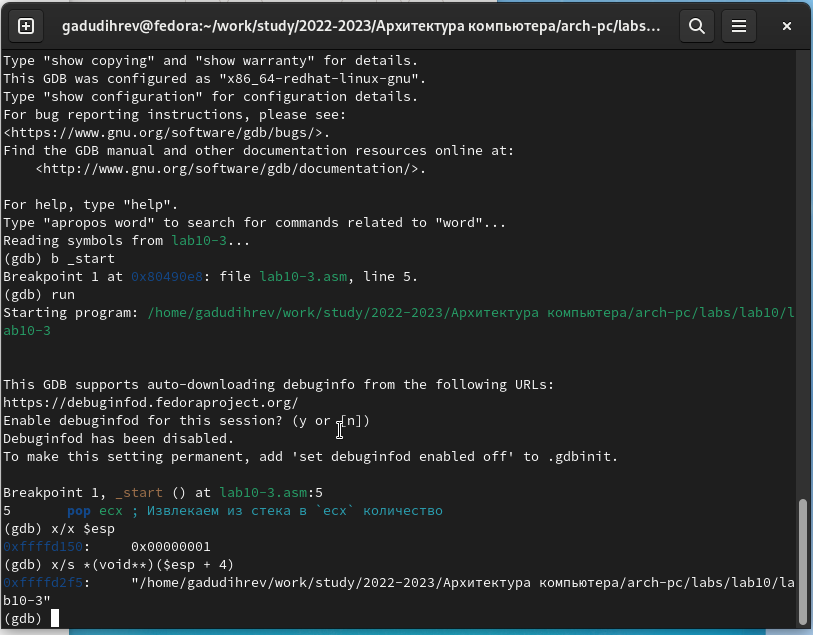 gadudihrev@fedora:~/work/study/2022-2023/Архитектура компьютера/arch-pc/labs...
Type "show copying" and "show warranty" for details.
This GDB was configured as "x86_64-redhat-linux-gnu".
Type "show configuration" for configuration details.
For bug reporting instructions, please see:
<https://www.gnu.org/software/gdb/bugs/>.
Find the GDB manual and other documentation resources online at:
    <http://www.gnu.org/software/gdb/documentation/>.
For help, type "help".
Type "apropos word" to search for commands related to "word"...
Reading symbols from lab10-3...
(gdb) b _start
Breakpoint 1 at 0x80490e8: file lab10-3.asm, line 5.
(gdb) run
Starting program: /home/gadudihrev/work/study/2022-2023/Архитектура компьютера/arch-pc/labs/lab10/l
ab10-3
This GDB supports auto-downloading debuginfo from the following URLs:
https://debuginfod.fedoraproject.org/
Enable debuginfod for this session? (y or [n])
Debuginfod has been disabled.
To make this setting permanent, add 'set debuginfod enabled off' to .gdbinit.
Breakpoint 1, _start () at lab10-3.asm:5
5       pop ecx ; Извлекаем из стека в `ecx` количество
(gdb) x/x $esp
0xffffd150:     0x00000001
(gdb) x/s *(void**)($esp + 4)
0xffffd2f5:     "/home/gadudihrev/work/study/2022-2023/Архитектура компьютера/arch-pc/labs/lab10/la
b10-3"
(gdb)